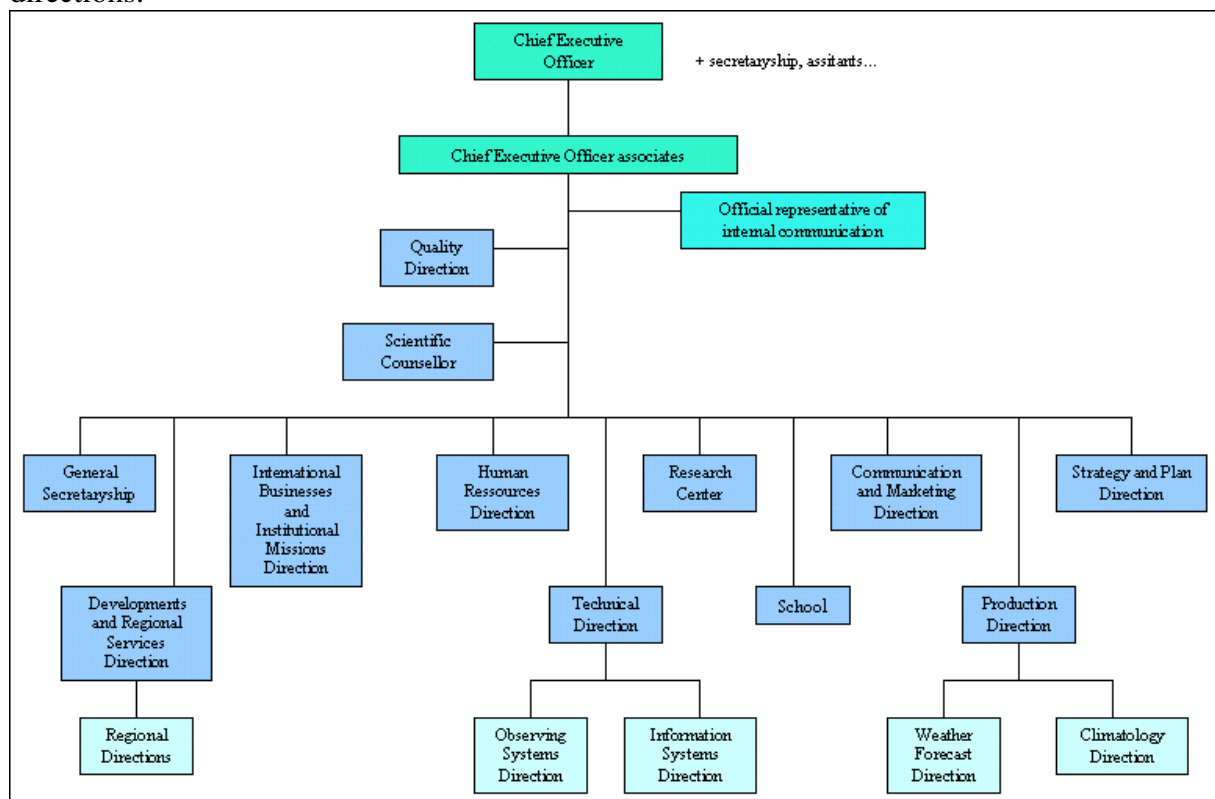 directions.
Chief Executive
Officer
+ secretaryship, assitants...
Chief Executive Officer associates
Official representative of
internal communication
Quality
Direction
Scientific
Counsellor
General
Secretaryship
International
Businesses
and
Institutional
Missions
Direction
Human
Ressources
Direction
Research
Center
Communication
and Marketing
Direction
Strategy and Plan
Direction
Developments
and Regional
Services
Direction
Technical
Direction
School
Production
Direction
Regional
Directions
Observing
Systems
Direction
Information
Systems
Direction
Weather
Forecast
Direction
Climatology
Direction